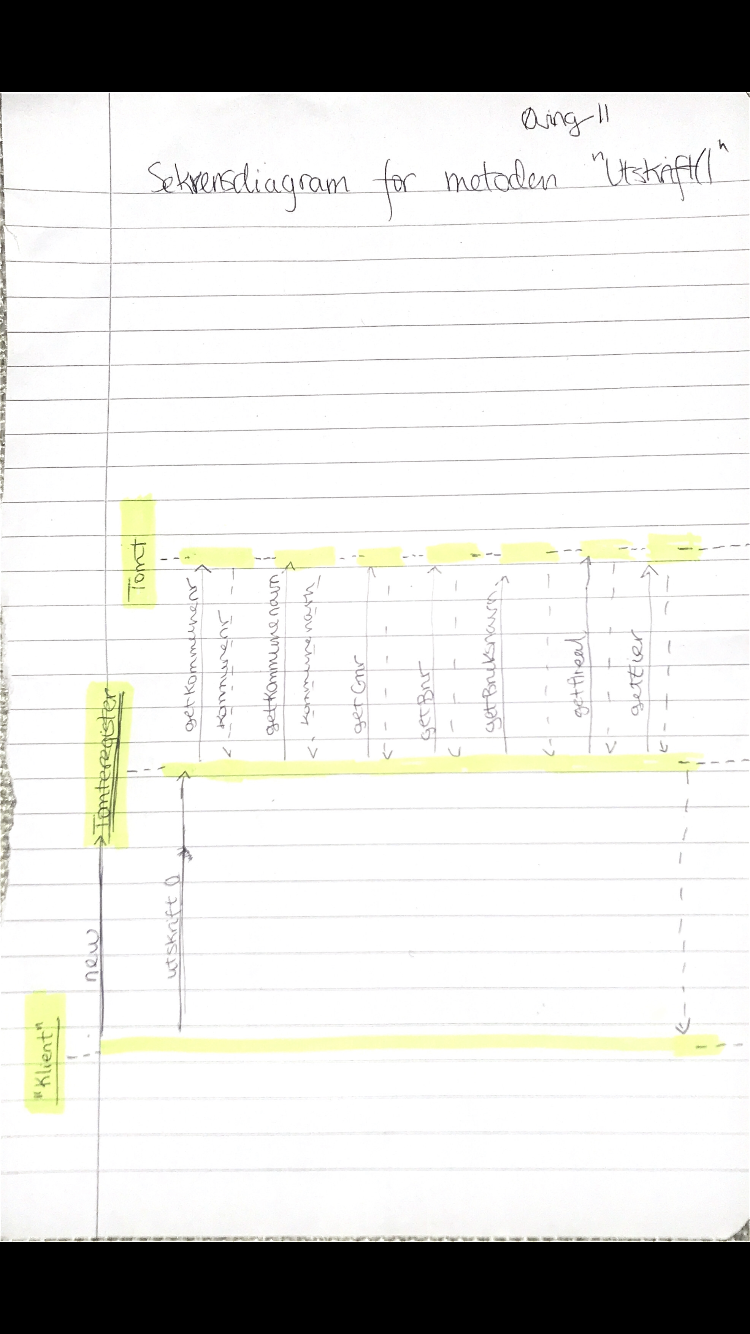 Øving 11
Sekvensdiagram for metoden "Utskrift()"
Tomt
getKommunenr
kommunenr
getKommunenavn
kommunenavn
getGnr
getBnr
getBruksnavn
getAreal
getEier
Tomteregister
new
utskrift ()
"Klient"